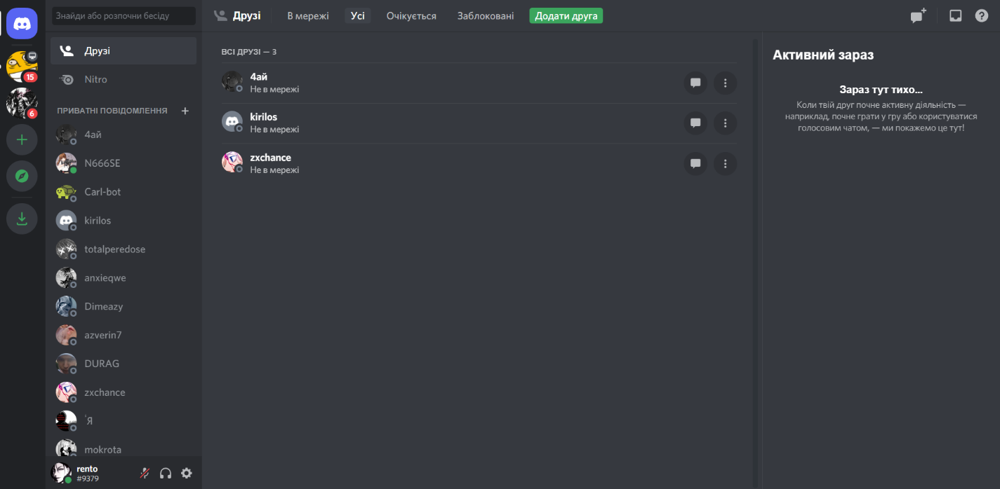 Знайди або розпочни бесіду
Друзі
В мережі
Усі
Очікується
Заблоковані
Додати друга
15
6
Друзі
Nitro
ПРИВАТНІ ПОВІДОМЛЕННЯ
4ай
N666SE
Carl-bot
kirilos
totalperedose
anxieqwe
Dimeazy
azverin7
DURAG
zxchance
ֹЯ
mokrota
rento
#9379
ВСІ ДРУЗІ — 3
4ай
Не в мережі
kirilos
Не в мережі
zxchance
Не в мережі
Активний зараз
Зараз тут тихо...
Коли твій друг почне активну діяльність —
наприклад, почне грати у гру або користуватися
голосовим чатом, — ми покажемо це тут!